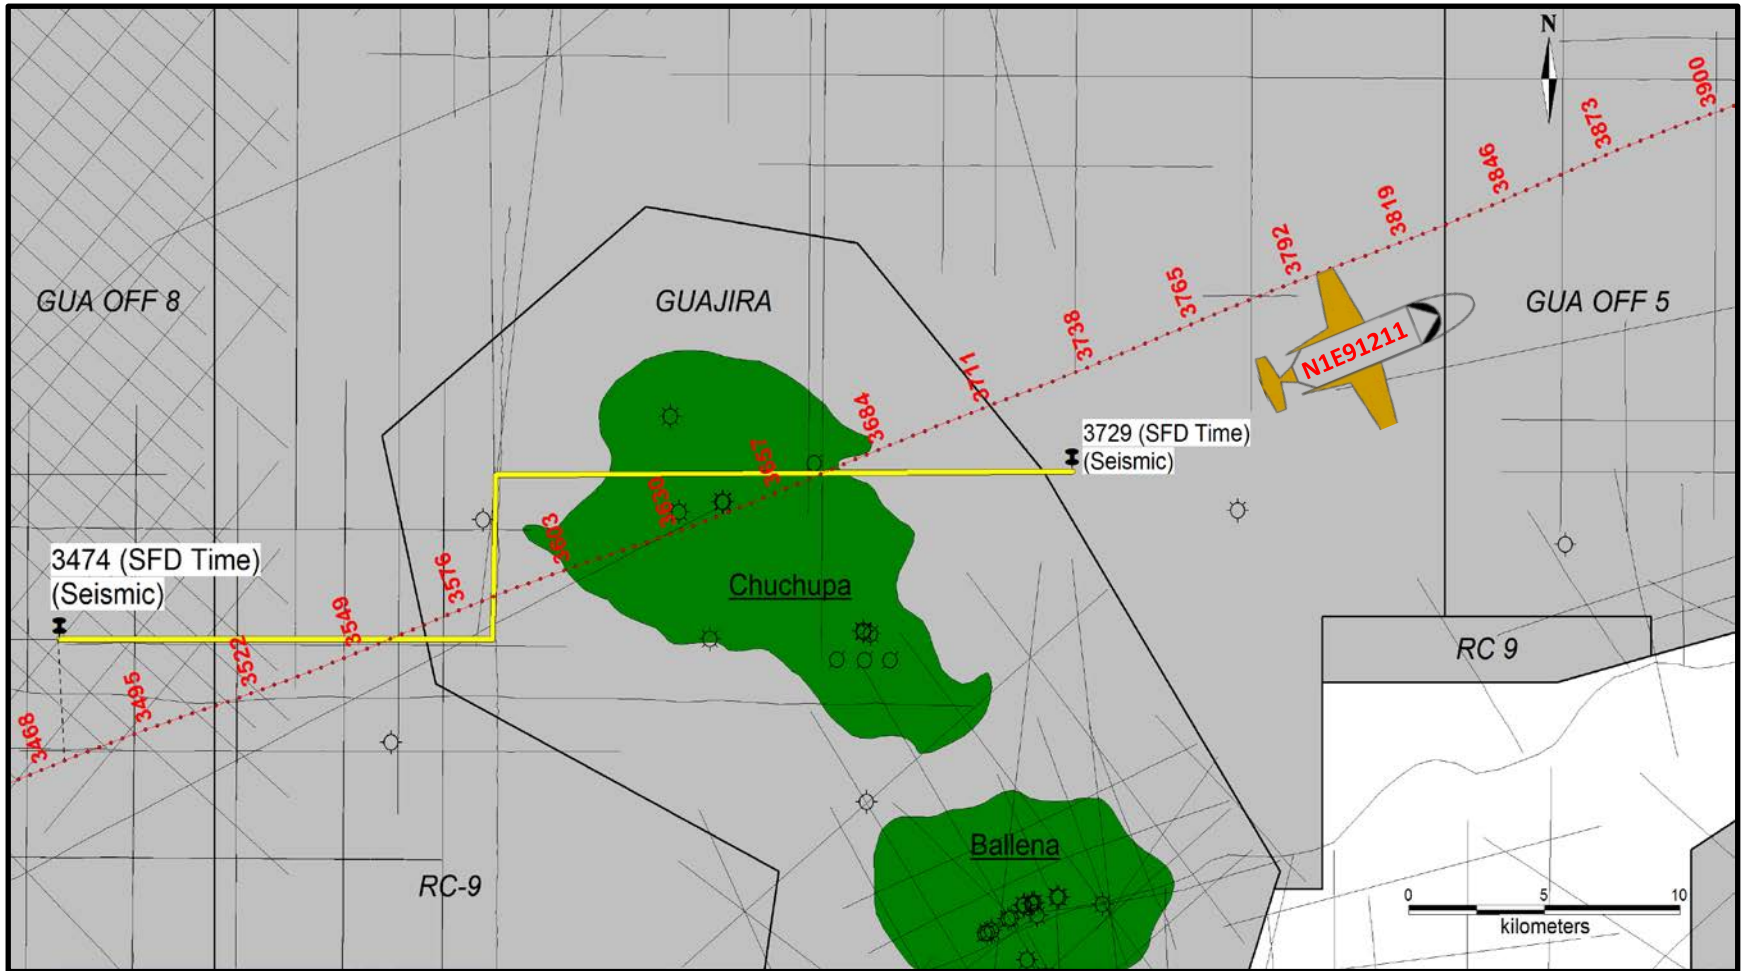 N
3900
3873
3846
3819
3792
3765
3738
3711
3684
3657
3630
3603
3576
3549
3522
3495
3468
GUA OFF 8
GUAJIRA
GUA OFF 5
N1E91211
3729 (SFD Time)
(Seismic)
3474 (SFD Time)
(Seismic)
Chuchupa
RC 9
Ballena
RC-9
0 5 10
kilometers